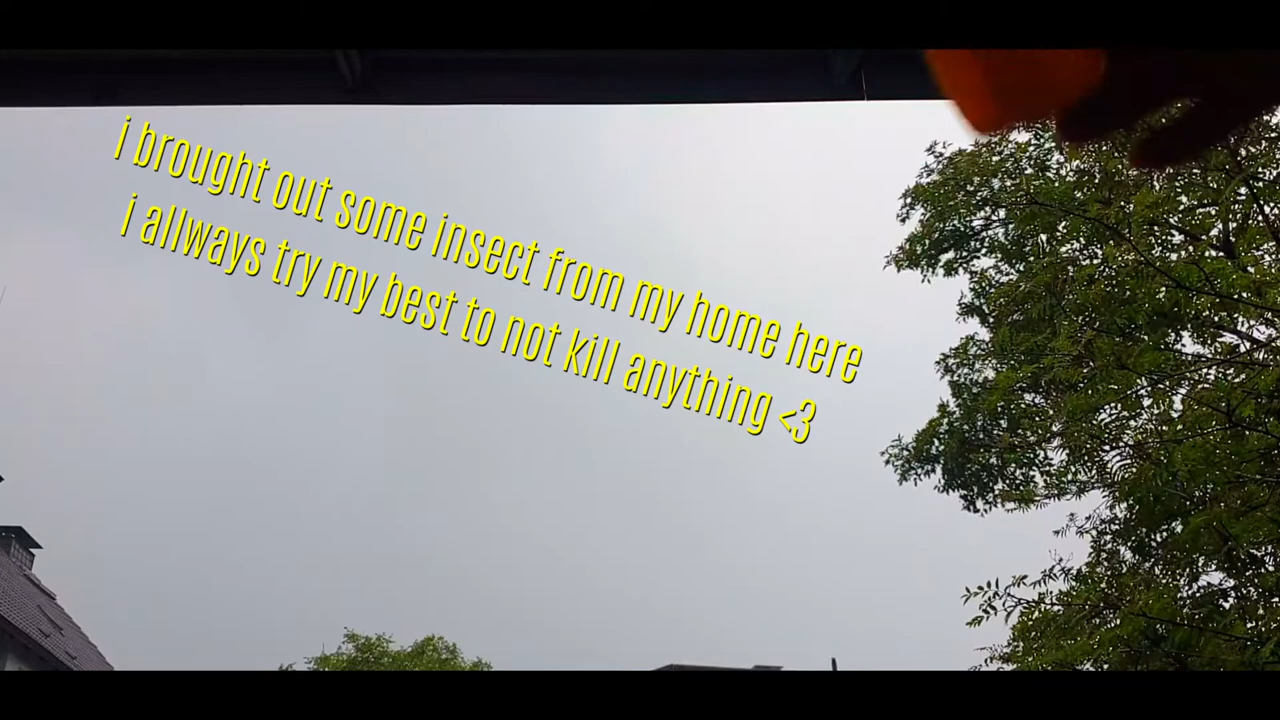 i brought out some insect from my home here
i allways try my best to not kill anything <3